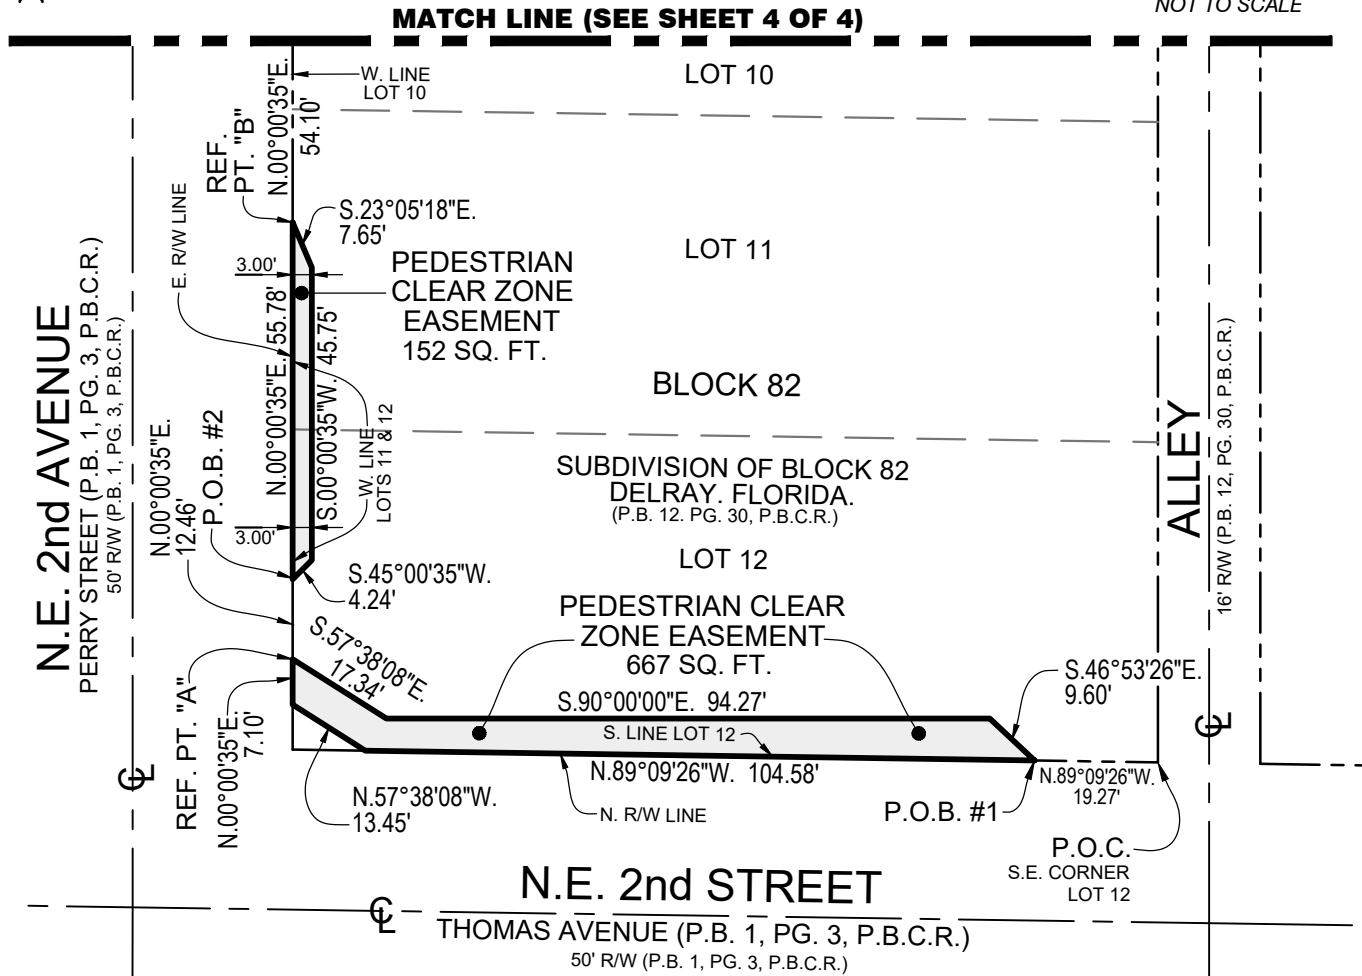 NOT TO SCALE
MATCH LINE (SEE SHEET 4 OF 4)
W. LINE
LOT 10
LOT 10
N.00°00'35"E.
54.10'
REF.
PT. "B"
S.23°05'18"E.
7.65'
E. R/W LINE
3.00'
PEDESTRIAN
CLEAR ZONE
EASEMENT
152 SQ. FT.
LOT 11
N.00°00'35"E. 55.78'
S.00°00'35"W. 45.75'
W. LINE
LOTS 11 & 12
BLOCK 82
N.E. 2nd AVENUE
PERRY STREET (P.B. 1, PG. 3, P.B.C.R.)
50' R/W (P.B. 1, PG. 3, P.B.C.R.)
N.00°00'35"E.
12.46'
P.O.B. #2
3.00'
SUBDIVISION OF BLOCK 82
DELRAY. FLORIDA.
(P.B. 12. PG. 30, P.B.C.R.)
ALLEY
16' R/W (P.B. 12, PG. 30, P.B.C.R.)
LOT 12
S.45°00'35"W.
4.24'
PEDESTRIAN CLEAR
ZONE EASEMENT
667 SQ. FT.
S.57°38'08"E.
17.34'
S.46°53'26"E.
9.60'
S.90°00'00"E. 94.27'
S. LINE LOT 12
N.89°09'26"W. 104.58'
REF. PT. "A"
N.00°00'35"E.
7.10'
N.57°38'08"W.
13.45'
N. R/W LINE
N.89°09'26"W.
19.27'
P.O.B. #1
P.O.C.
S.E. CORNER
LOT 12
CL
CL
CL
N.E. 2nd STREET
THOMAS AVENUE (P.B. 1, PG. 3, P.B.C.R.)
50' R/W (P.B. 1, PG. 3, P.B.C.R.)